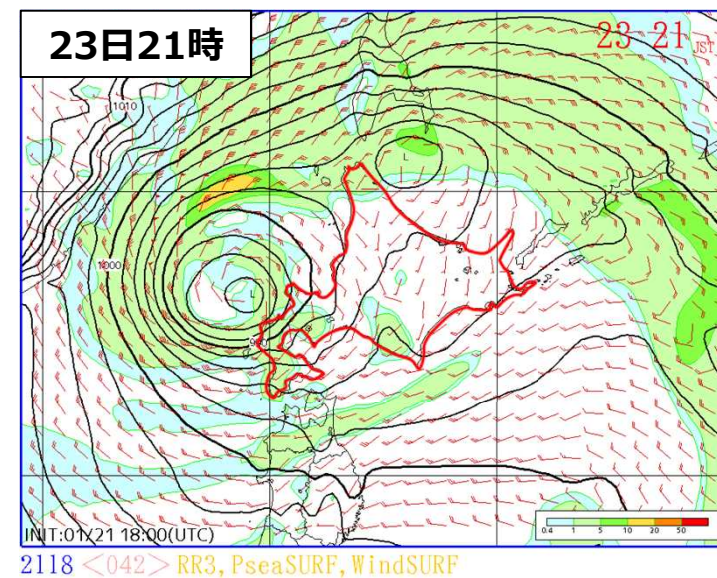 23日21時
23 21 JST
1010
L
1000
L
INIT:01/21 18:00(UTC)
0.4 1 5 10 20 50
2118 <042> RR3, PseaSURF, WindSURF